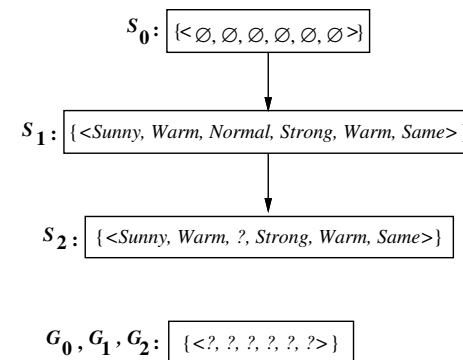 S0: {<∅, ∅, ∅, ∅, ∅, ∅>}
S1: {<Sunny, Warm, Normal, Strong, Warm, Same>}
S2: {<Sunny, Warm, ?, Strong, Warm, Same>}
G0, G1, G2: {<?, ?, ?, ?, ?, ?>}